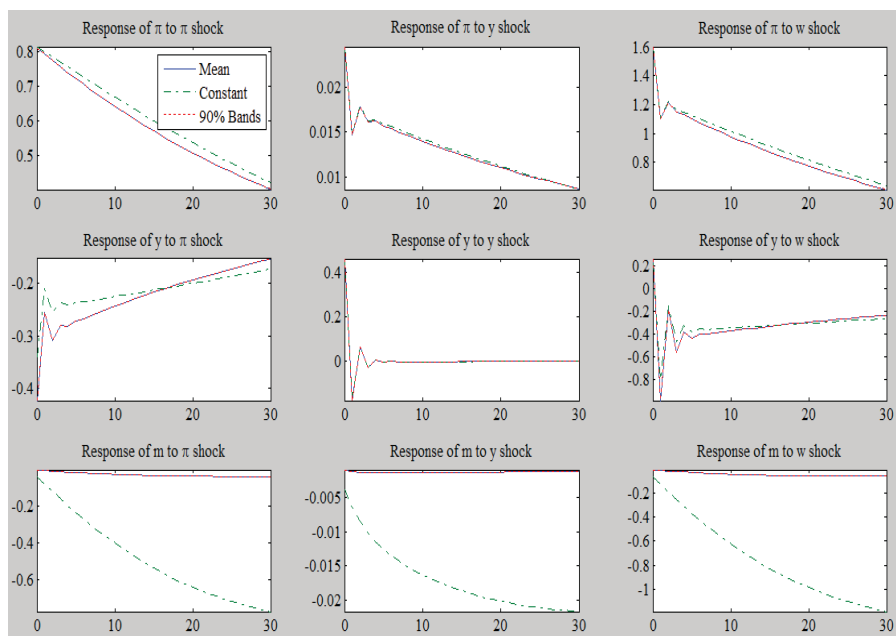 Response of π to π shock
Response of π to y shock
Response of π to w shock
0.8
0.7
0.6
0.5
0 10 20 30
Mean
Constant
90% Bands
0.02
0.015
0.01
0 10 20 30
1.6
1.4
1.2
1
0.8
0 10 20 30
Response of y to π shock
Response of y to y shock
Response of y to w shock
-0.2
-0.3
-0.4
0 10 20 30
0.4
0.2
0
0 10 20 30
0.2
0
-0.2
-0.4
-0.6
-0.8
0 10 20 30
Response of m to π shock
Response of m to y shock
Response of m to w shock
-0.2
-0.4
-0.6
0 10 20 30
-0.005
-0.01
-0.015
-0.02
0 10 20 30
-0.2
-0.4
-0.6
-0.8
-1
0 10 20 30